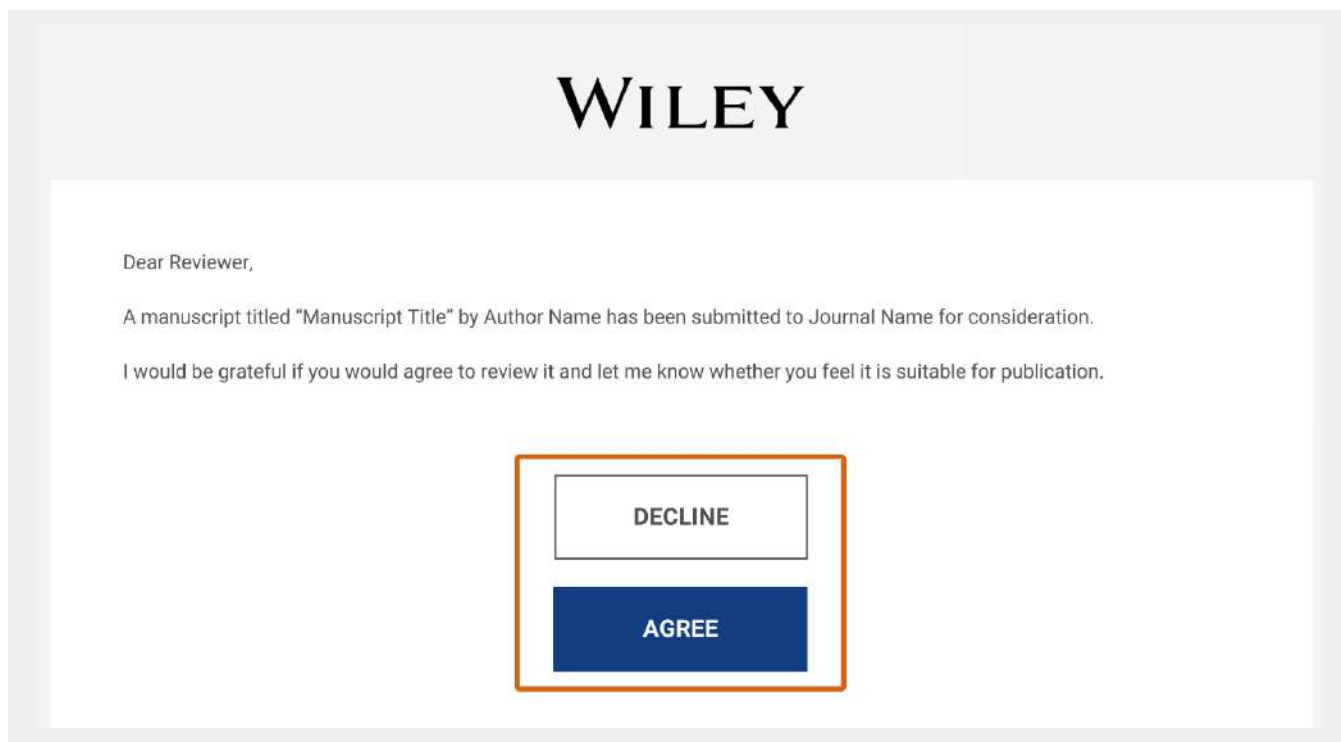 WILEY
Dear Reviewer,
A manuscript titled “Manuscript Title” by Author Name has been submitted to Journal Name for consideration.
I would be grateful if you would agree to review it and let me know whether you feel it is suitable for publication.
DECLINE
AGREE